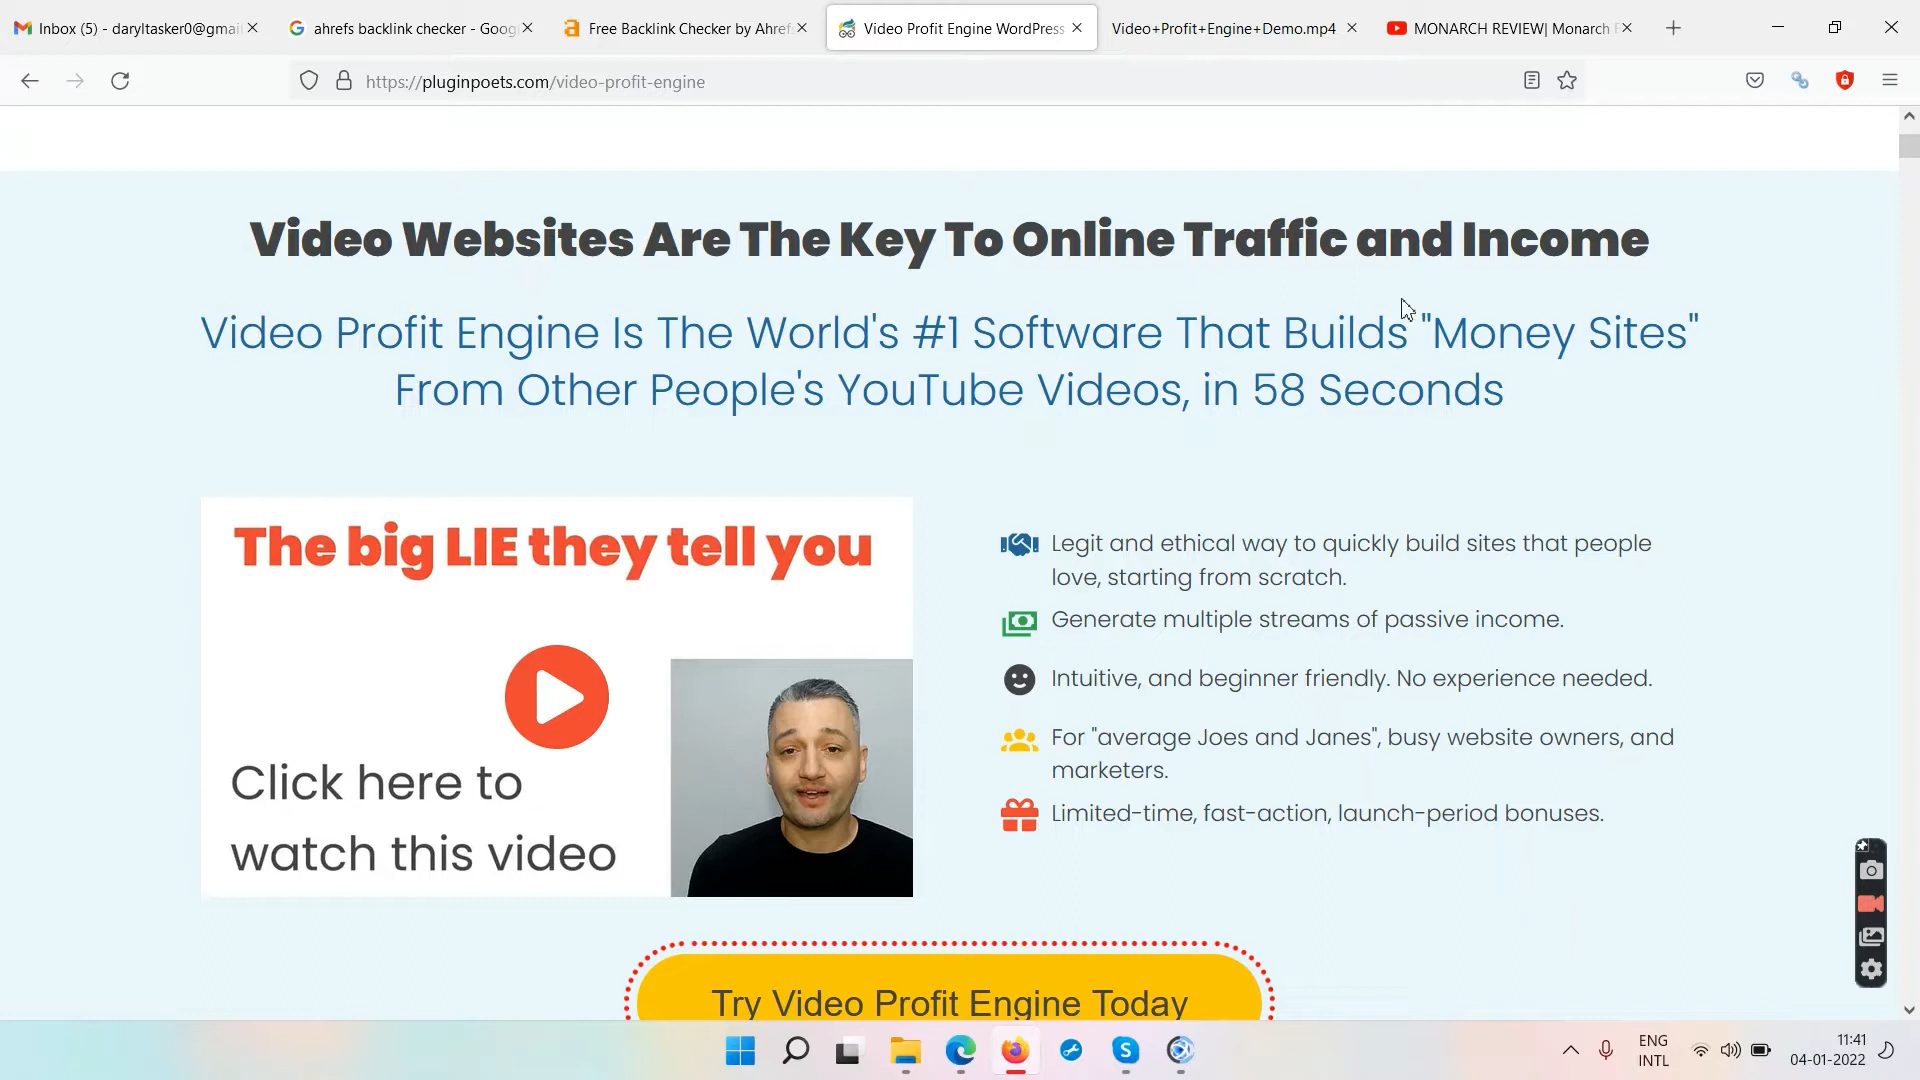 Inbox (5) - daryltasker0@gmai
ahrefs backlink checker - Goog
Free Backlink Checker by Ahref
Video Profit Engine WordPress
Video+Profit+Engine+Demo.mp4
MONARCH REVIEW| Monarch
https://pluginpoets.com/video-profit-engine
Video Websites Are The Key To Online Traffic and Income
Video Profit Engine Is The World's #1 Software That Builds "Money Sites"
From Other People's YouTube Videos, in 58 Seconds
The big LIE they tell you
Click here to
watch this video
Legit and ethical way to quickly build sites that people
love, starting from scratch.
Generate multiple streams of passive income.
Intuitive, and beginner friendly. No experience needed.
For "average Joes and Janes", busy website owners, and
marketers.
Limited-time, fast-action, launch-period bonuses.
Try Video Profit Engine Today
ENG
INTL
11:41
04-01-2022